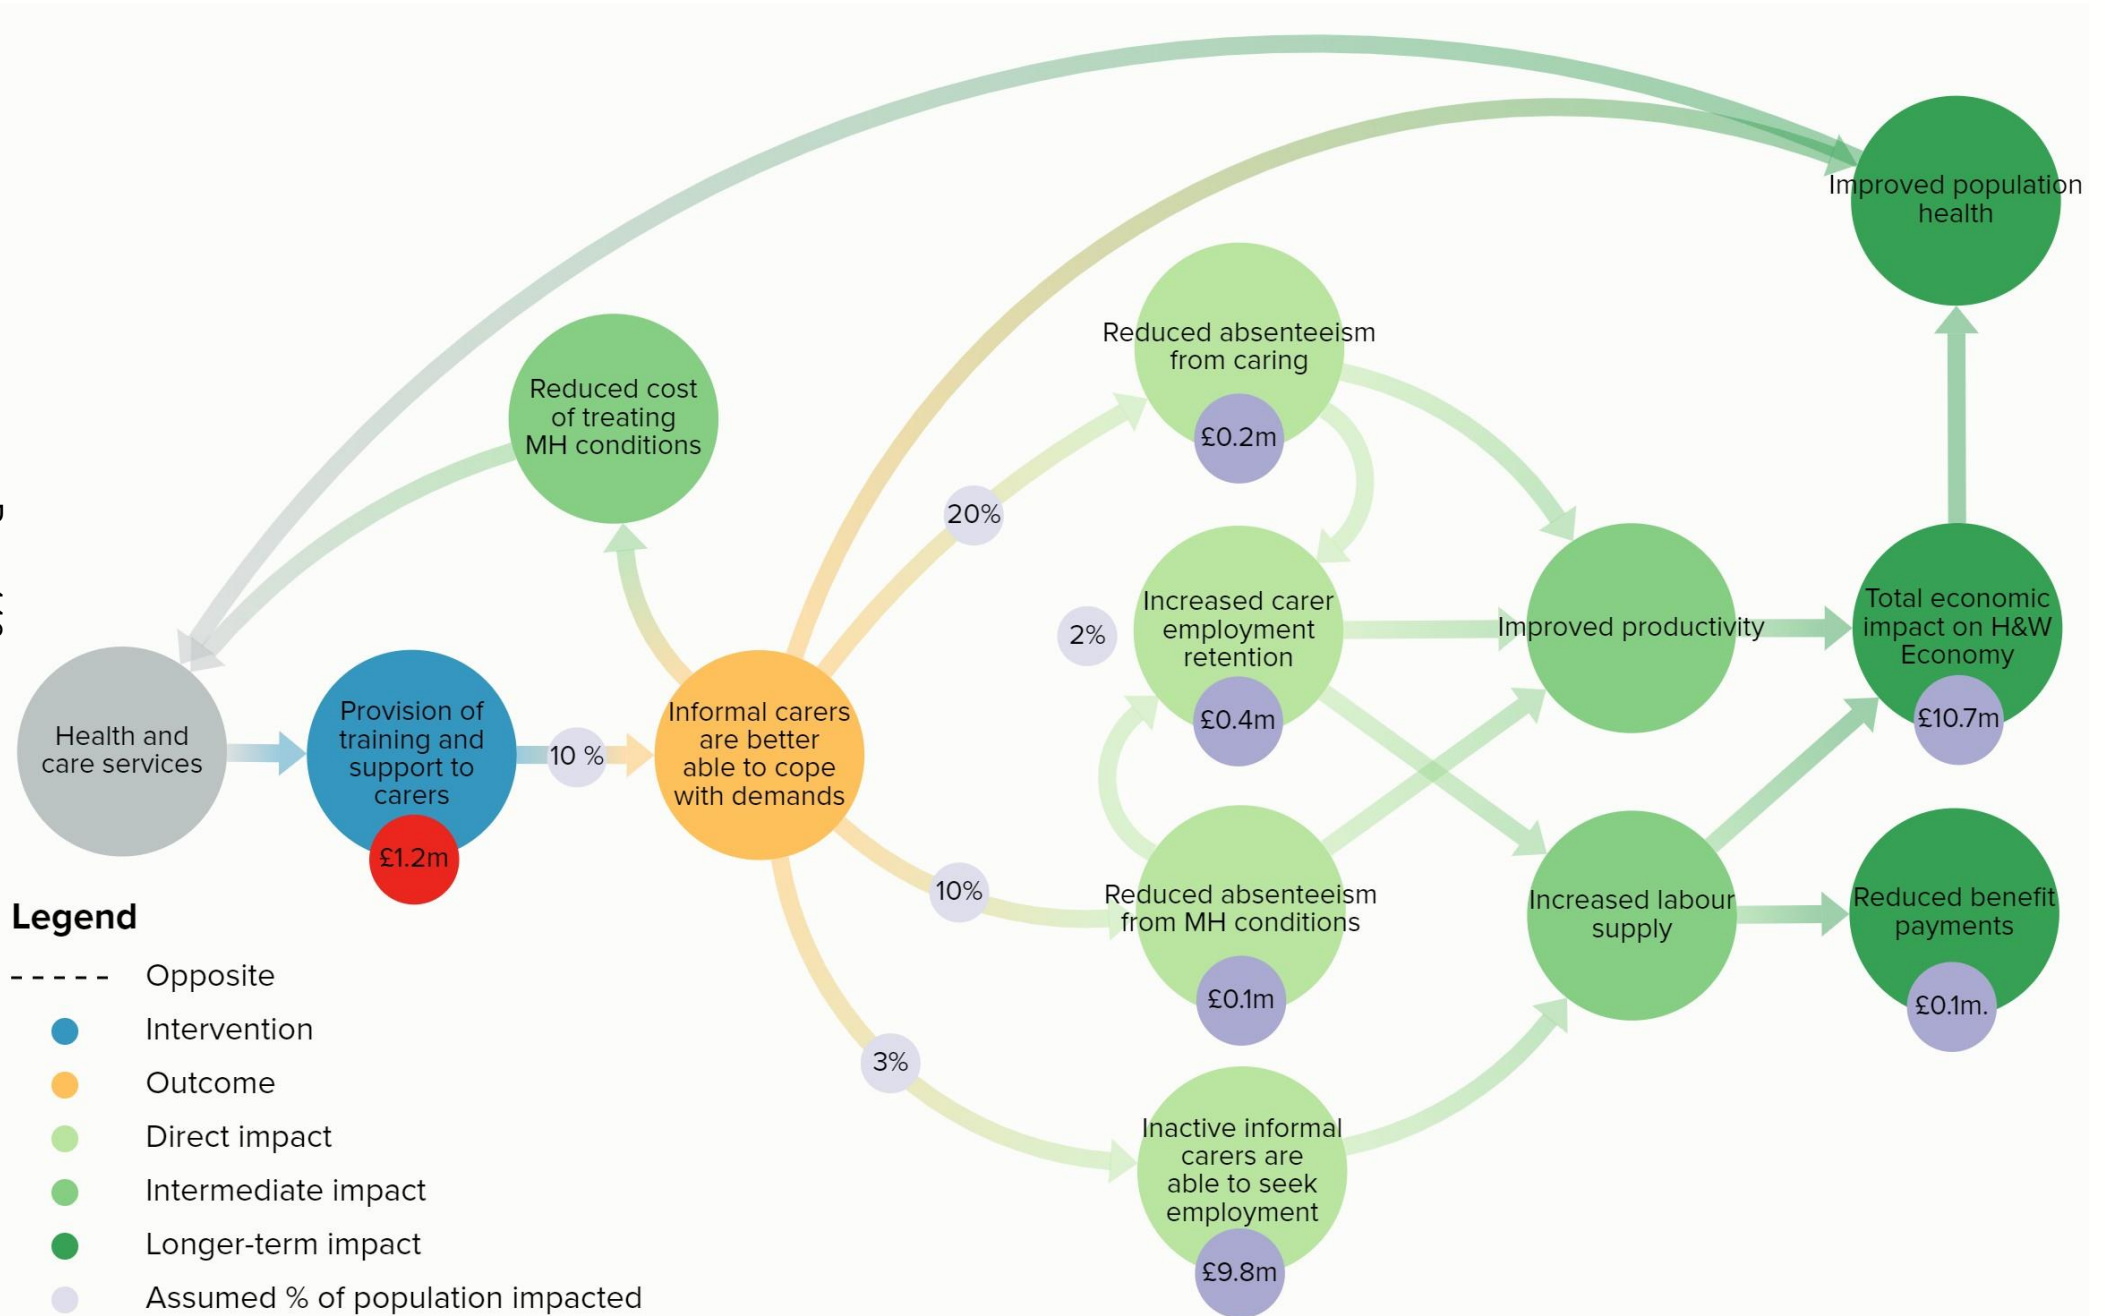 Improved population
health
Reduced absenteeism
from caring
£0.2m
Reduced cost
of treating
MH conditions
20%
Increased carer
employment
retention
£0.4m
2%
Improved productivity
Total economic
impact on H&W
Economy
£10.7m
Health and
care services
Provision of
training and
support to
carers
£1.2m
10 %
Informal carers
are better
able to cope
with demands
10%
Reduced absenteeism
from MH conditions
£0.1m
Increased labour
supply
Reduced benefit
payments
£0.1m.
3%
Inactive informal
carers are
able to seek
employment
£9.8m
Legend
Opposite
Intervention
Outcome
Direct impact
Intermediate impact
Longer-term impact
Assumed % of population impacted